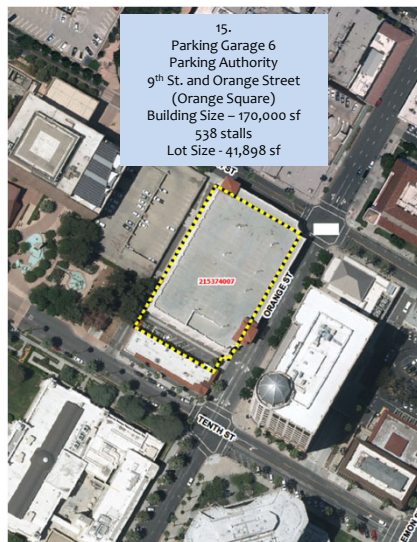 15.
Parking Garage 6
Parking Authority
9th St. and Orange Street
(Orange Square)
Building Size – 170,000 sf
538 stalls
Lot Size - 41,898 sf
ST
215374007
ORANGE ST
TENTH ST